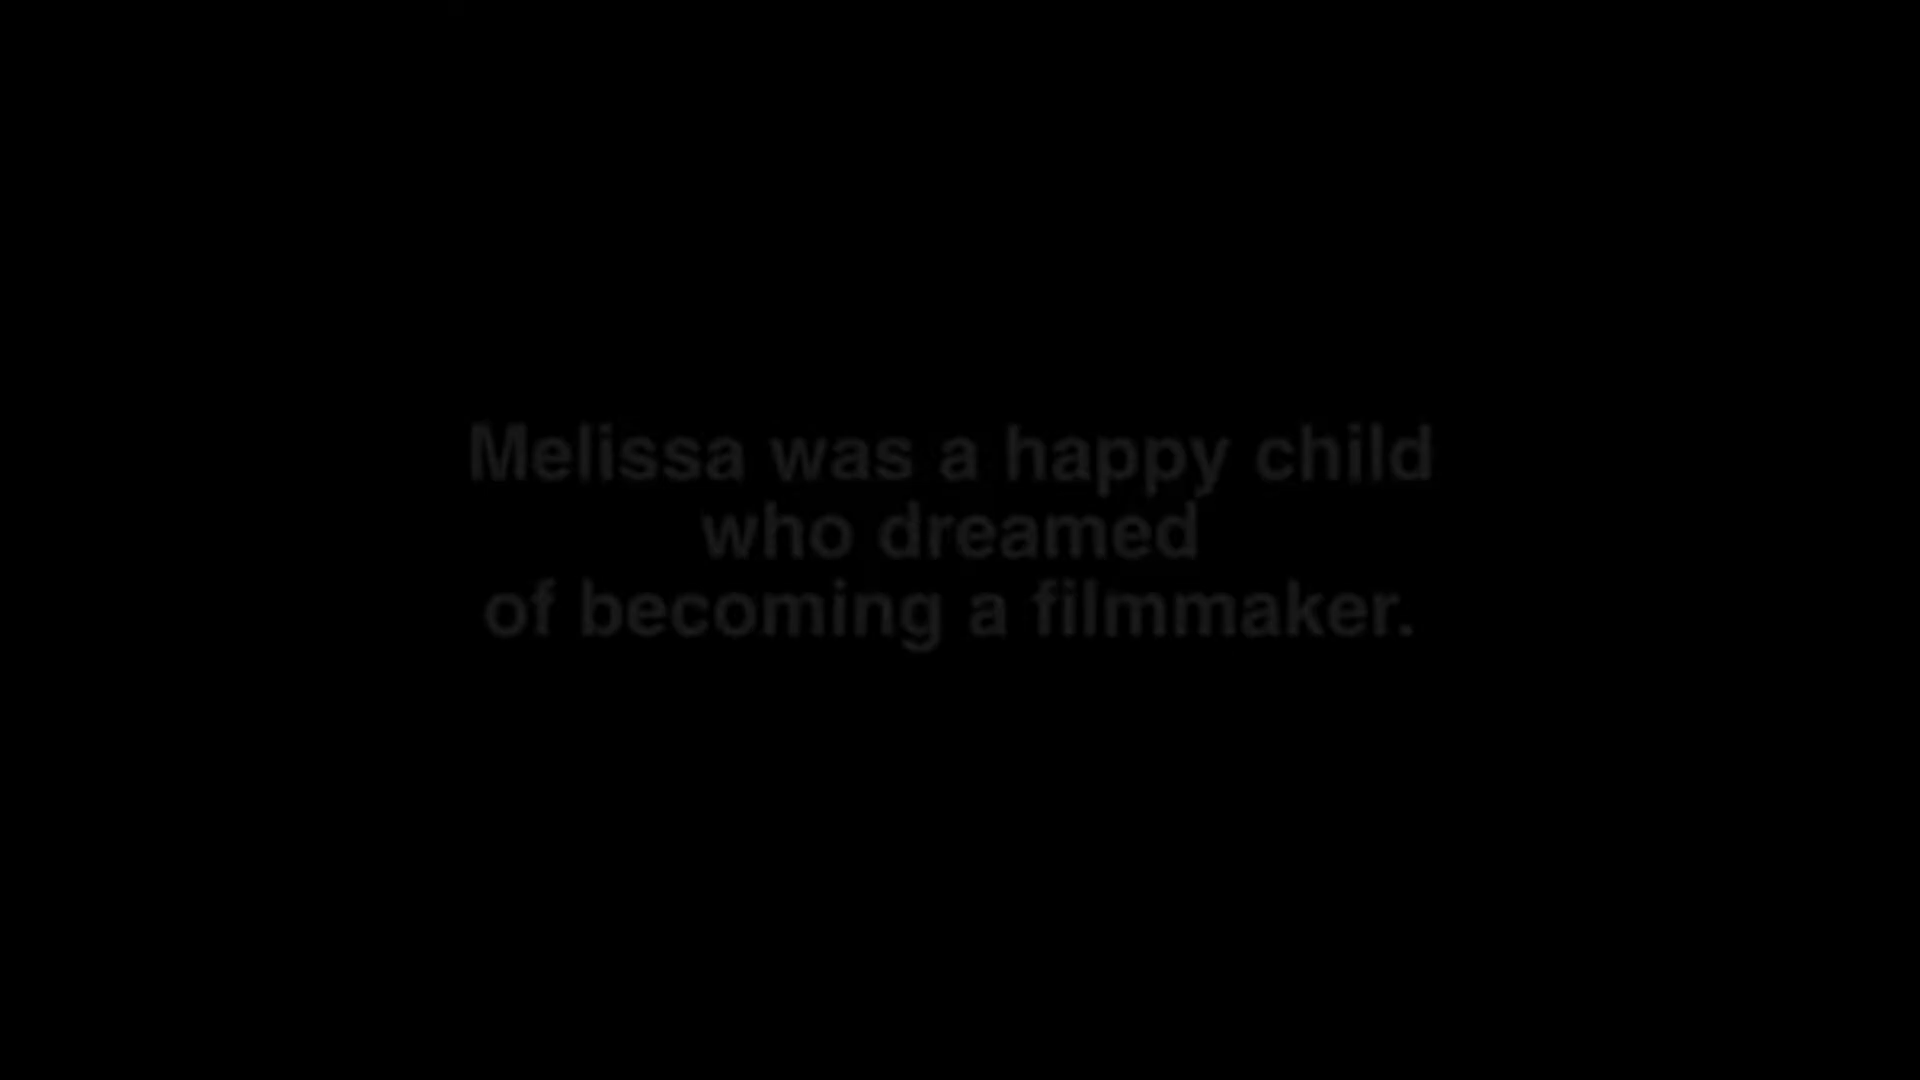 Melissa was a happy child
who dreamed
of becoming a filmmaker.